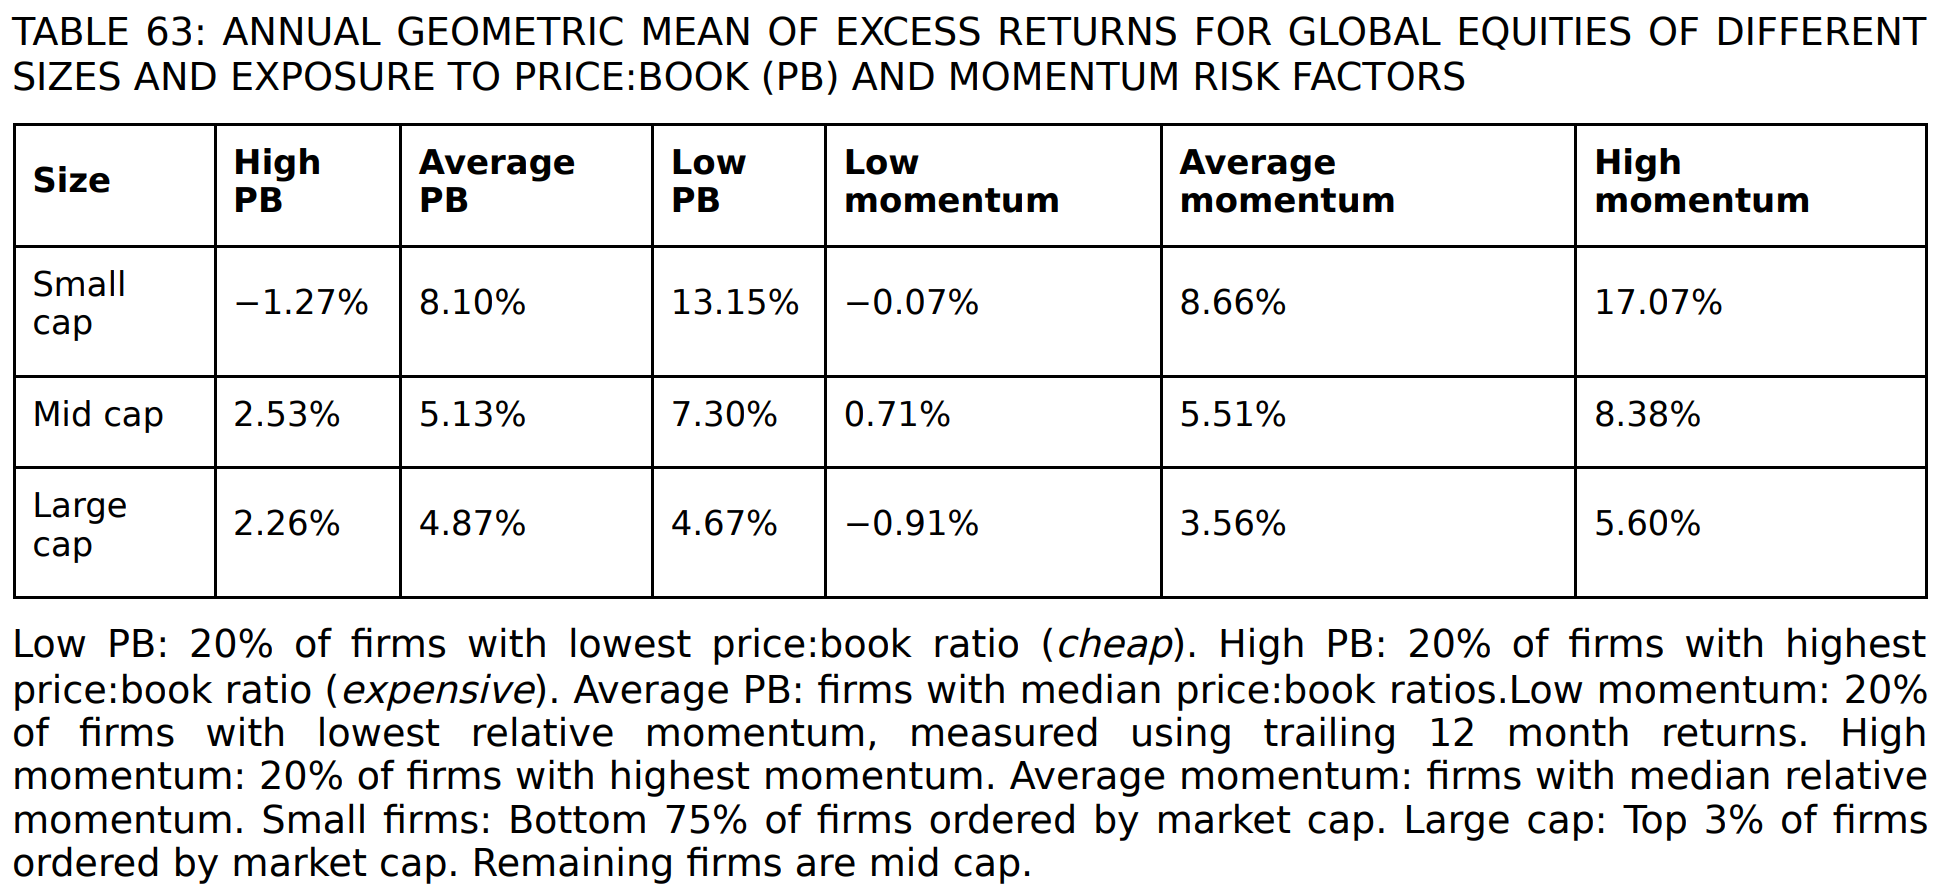 TABLE 63: ANNUAL GEOMETRIC MEAN OF EXCESS RETURNS FOR GLOBAL EQUITIES OF DIFFERENT
SIZES AND EXPOSURE TO PRICE:BOOK (PB) AND MOMENTUM RISK FACTORS
Size High PB Average PB Low PB Low momentum Average momentum High momentum
Small cap −1.27% 8.10% 13.15% −0.07% 8.66% 17.07%
Mid cap 2.53% 5.13% 7.30% 0.71% 5.51% 8.38%
Large cap 2.26% 4.87% 4.67% −0.91% 3.56% 5.60%
Low PB: 20% of firms with lowest price:book ratio (cheap). High PB: 20% of firms with highest
price:book ratio (expensive). Average PB: firms with median price:book ratios.Low momentum: 20%
of firms with lowest relative momentum, measured using trailing 12 month returns. High
momentum: 20% of firms with highest momentum. Average momentum: firms with median relative
momentum. Small firms: Bottom 75% of firms ordered by market cap. Large cap: Top 3% of firms
ordered by market cap. Remaining firms are mid cap.